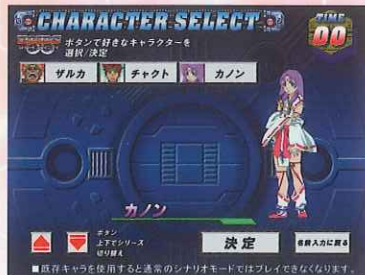 CHARACTER SELECT
TIME
00
ボタンで好きなキャラクターを
選択/決定
ザルカ
チャクト
カノン
カノン
ボタン
上下でシリーズ
切り替え
決定
名前入力に戻る
■既存キャラを使用すると通常のシナリオモードではプレイできなくなります。